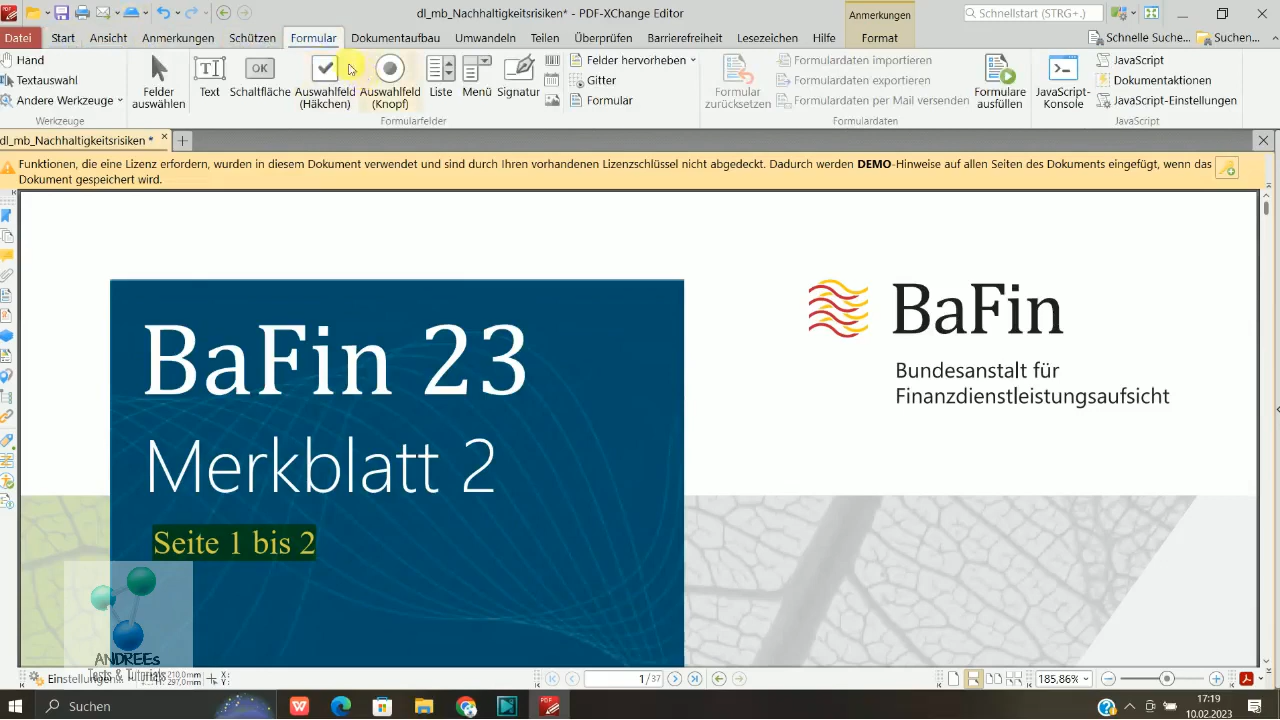 dl_mb_Nachhaltigkeitsrisiken* - PDF-XChange Editor
Anmerkungen
Schnellstart (STRG+.)
Datei Start Ansicht Anmerkungen Schützen Formular Dokumentaufbau Umwandeln Teilen Überprüfen Barrierefreiheit Lesezeichen Hilfe Format Schnelle Suche... Suchen...
Hand
Textauswahl
Andere Werkzeuge
Werkzeuge
Felder auswählen
Text
OK
Schaltfläche
Auswahlfeld (Häkchen)
Auswahlfeld (Knopf)
Liste
Menü
Signatur
Formularfelder
Felder hervorheben
Gitter
Formular
Formular zurücksetzen
Formulardaten importieren
Formulardaten exportieren
Formulardaten per Mail versenden
Formulardaten
Formulare ausfüllen
JavaScript-Konsole
JavaScript
Dokumentaktionen
JavaScript-Einstellungen
JavaScript
dl_mb_Nachhaltigkeitsrisiken *
Funktionen, die eine Lizenz erfordern, wurden in diesem Dokument verwendet und sind durch Ihren vorhandenen Lizenzschlüssel nicht abgedeckt. Dadurch werden DEMO-Hinweise auf allen Seiten des Dokuments eingefügt, wenn das
Dokument gespeichert wird.
BaFin 23
Merkblatt 2
Seite 1 bis 2
BaFin
Bundesanstalt für
Finanzdienstleistungsaufsicht
ANDREEs
Tests & Tutorials
Einstellungen
210,0mm
297,0mm
1/37
185,86%
Suchen
17:19
10.02.2023